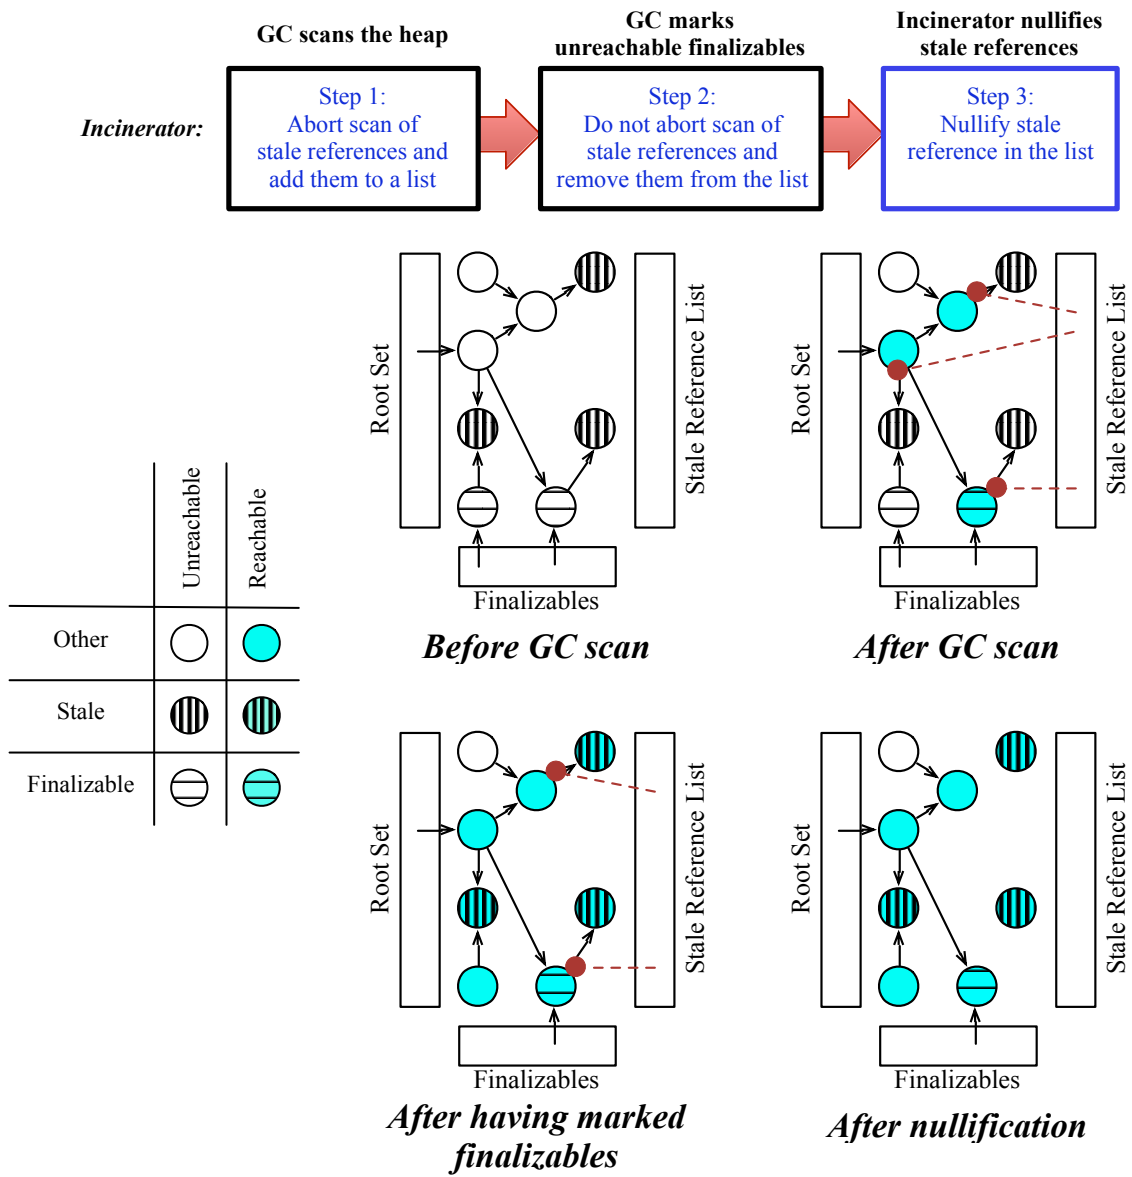 GC scans the heap
GC marks
unreachable finalizables
Incinerator nullifies
stale references
Incinerator:
Step 1:
Abort scan of
stale references and
add them to a list
Step 2:
Do not abort scan of
stale references and
remove them from the list
Step 3:
Nullify stale
reference in the list
Root Set
Stale Reference List
Finalizables
Before GC scan
Root Set
Stale Reference List
Finalizables
After GC scan
Unreachable
Reachable
Other
Stale
Finalizable
Root Set
Stale Reference List
Finalizables
After having marked
finalizables
Root Set
Stale Reference List
Finalizables
After nullification